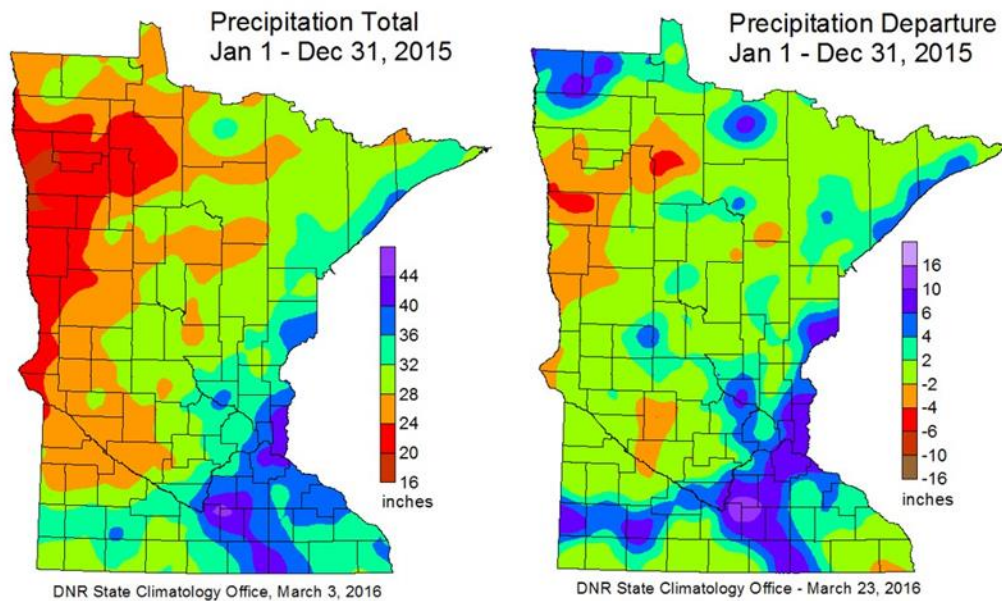 Precipitation Total
Jan 1 - Dec 31, 2015
44
40
36
32
28
24
20
16
inches
DNR State Climatology Office, March 3, 2016
Precipitation Departure
Jan 1 - Dec 31, 2015
16
10
6
4
2
-2
-4
-6
-10
-16
inches
DNR State Climatology Office - March 23, 2016